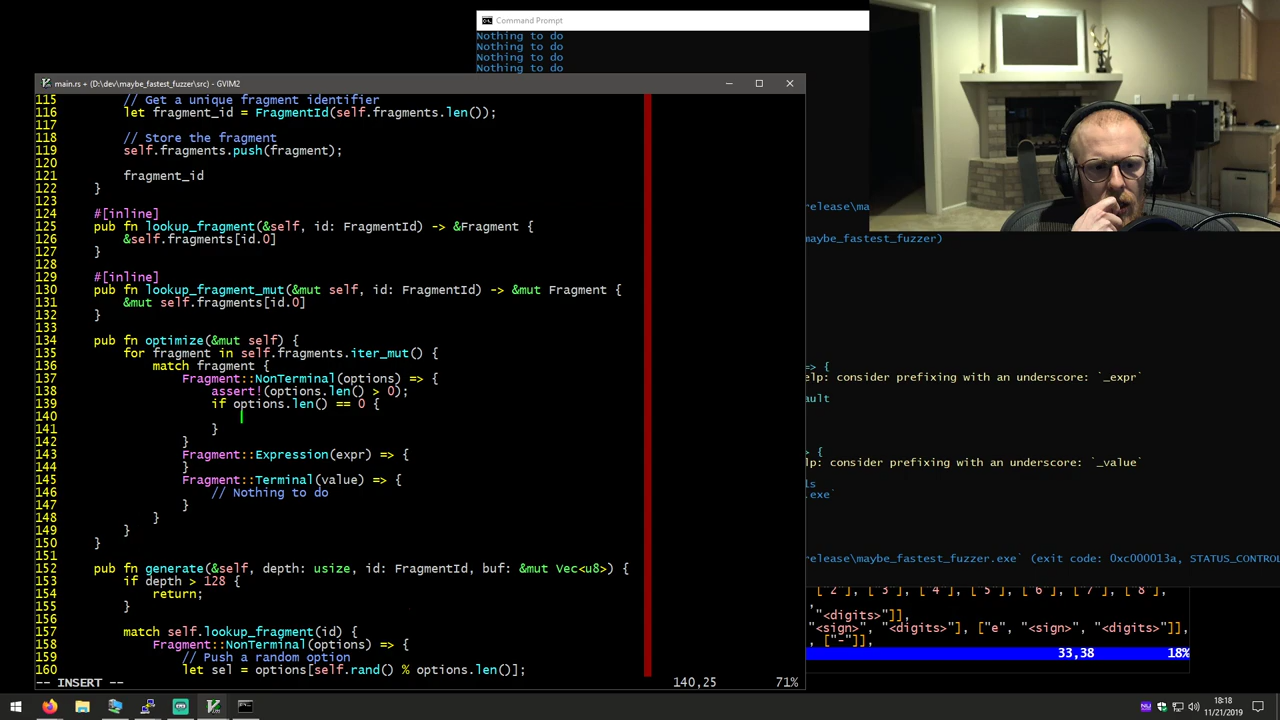 Command Prompt
Nothing to do
Nothing to do
Nothing to do
Nothing to do
main.rs + (D:\dev\maybe_fastest_fuzzer\src) - GVIM2
115         // Get a unique fragment identifier
116         let fragment_id = FragmentId(self.fragments.len());
117
118         // Store the fragment
119         self.fragments.push(fragment);
120
121         fragment_id
122     }
123
124     #[inline]
125     pub fn lookup_fragment(&self, id: FragmentId) -> &Fragment {
126         &self.fragments[id.0]
127     }
128
129     #[inline]
130     pub fn lookup_fragment_mut(&mut self, id: FragmentId) -> &mut Fragment {
131         &mut self.fragments[id.0]
132     }
133
134     pub fn optimize(&mut self) {
135         for fragment in self.fragments.iter_mut() {
136             match fragment {
137                 Fragment::NonTerminal(options) => {
138                     assert!(options.len() > 0);
139                     if options.len() == 0 {
140
141                     }
142                 }
143                 Fragment::Expression(expr) => {
144                 }
145                 Fragment::Terminal(value) => {
146                     // Nothing to do
147                 }
148             }
149         }
150     }
151
152     pub fn generate(&self, depth: usize, id: FragmentId, buf: &mut Vec<u8>) {
153         if depth > 128 {
154             return;
155         }
156
157         match self.lookup_fragment(id) {
158             Fragment::NonTerminal(options) => {
159                 // Push a random option
160                 let sel = options[self.rand() % options.len()];
-- INSERT --                                    140,25        71%
release\ma
maybe_fastest_fuzzer)
=> {
elp: consider prefixing with an underscore: `_expr`
ault
> {
lp: consider prefixing with an underscore: `_value`
ls
.exe`
release\maybe_fastest_fuzzer.exe` (exit code: 0xc000013a, STATUS_CONTROL
["2"], ["3"], ["4"], ["5"], ["6"], ["7"], ["8"],
,"<digits>"]],
"<sign>", "<digits>"], ["e", "<sign>", "<digits>"]],
, ["-"]],
33,38        18%
18:18
11/21/2019